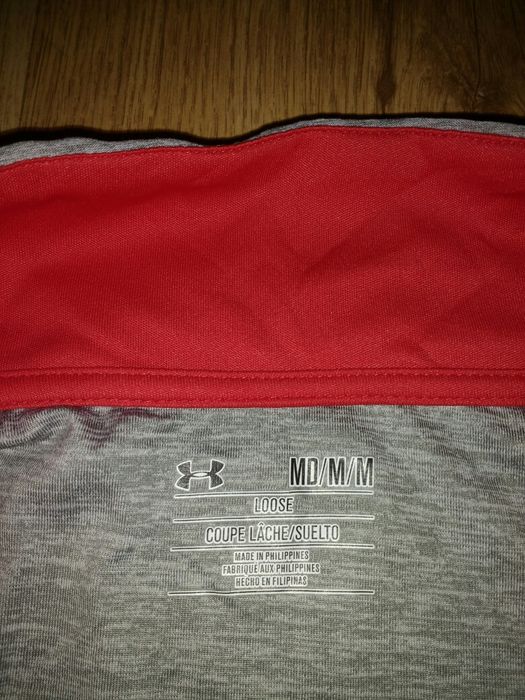 MD/M/M
LOOSE
COUPE LÂCHE/SUELTO
MADE IN PHILIPPINES
FABRIQUÉ AUX PHILIPPINES
HECHO EN FILIPINAS